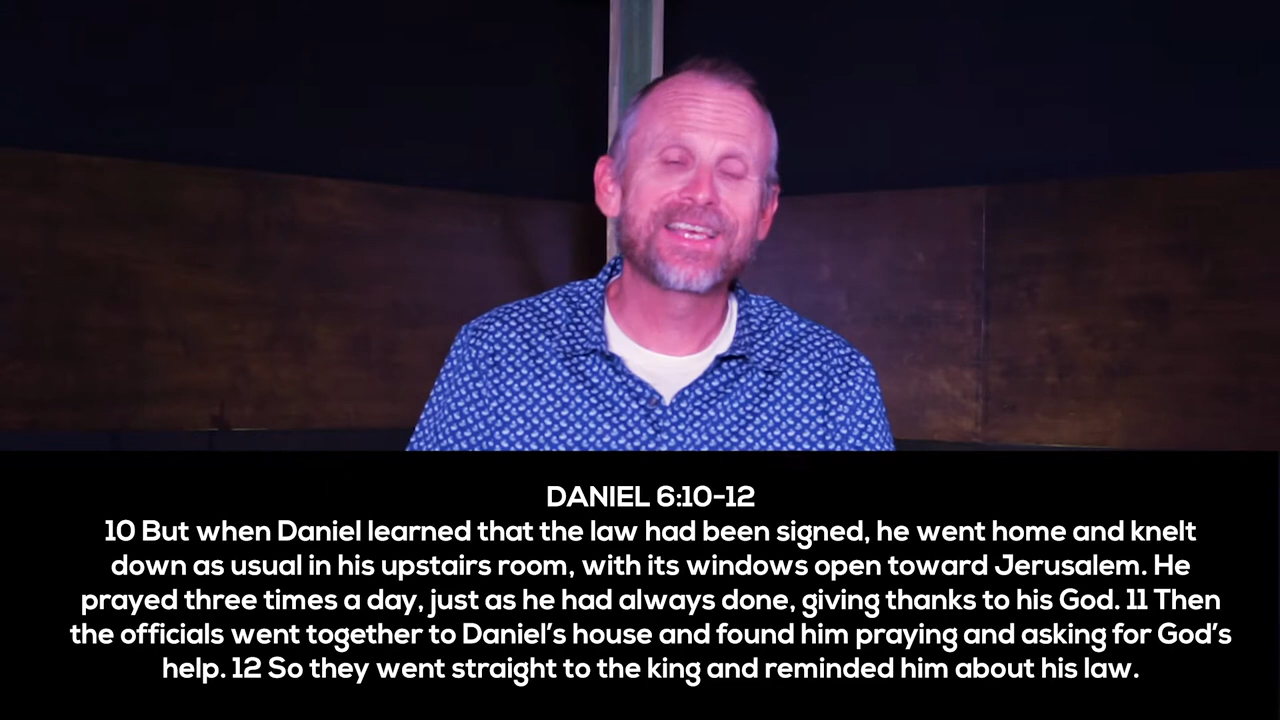 DANIEL 6:10-12
10 But when Daniel learned that the law had been signed, he went home and knelt
down as usual in his upstairs room, with its windows open toward Jerusalem. He
prayed three times a day, just as he had always done, giving thanks to his God. 11 Then
the officials went together to Daniel's house and found him praying and asking for God's
help. 12 So they went straight to the king and reminded him about his law.